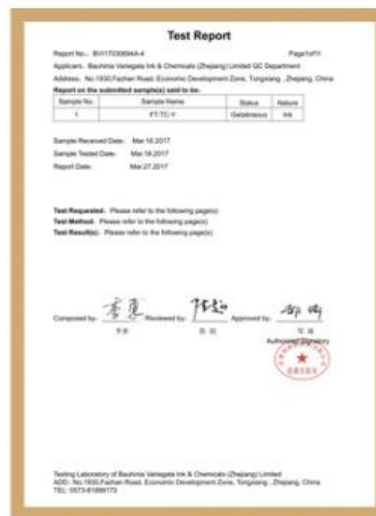 Test Report
Report No.: BVI17030694A-4 Page1of11
Applicant: Bauhinia Variegata Ink & Chemicals (Zhejiang) Limited QC Department
Address: No.1930,Fazhan Road, Economic Development Zone, Tongxiang , Zhejiang, China
Report on the submitted sample(s) said to be:
Sample No. Sample Name Status Nature
1 FT-TC-Y Gelatineous Ink
Sample Received Date: Mar.16.2017
Sample Tested Date: Mar.16.2017
Report Date: Mar.27.2017
Test Requested: Please refer to the following page(s)
Test Method: Please refer to the following page(s)
Test Result(s): Please refer to the following page(s)
Composed by: Reviewed by: Approved by:
Authorized Signatory
Testing Laboratory of Bauhinia Variegata Ink & Chemicals (Zhejiang) Limited
ADD: No.1930,Fazhan Road, Economic Development Zone, Tongxiang , Zhejiang, China
TEL: 0573-81899173